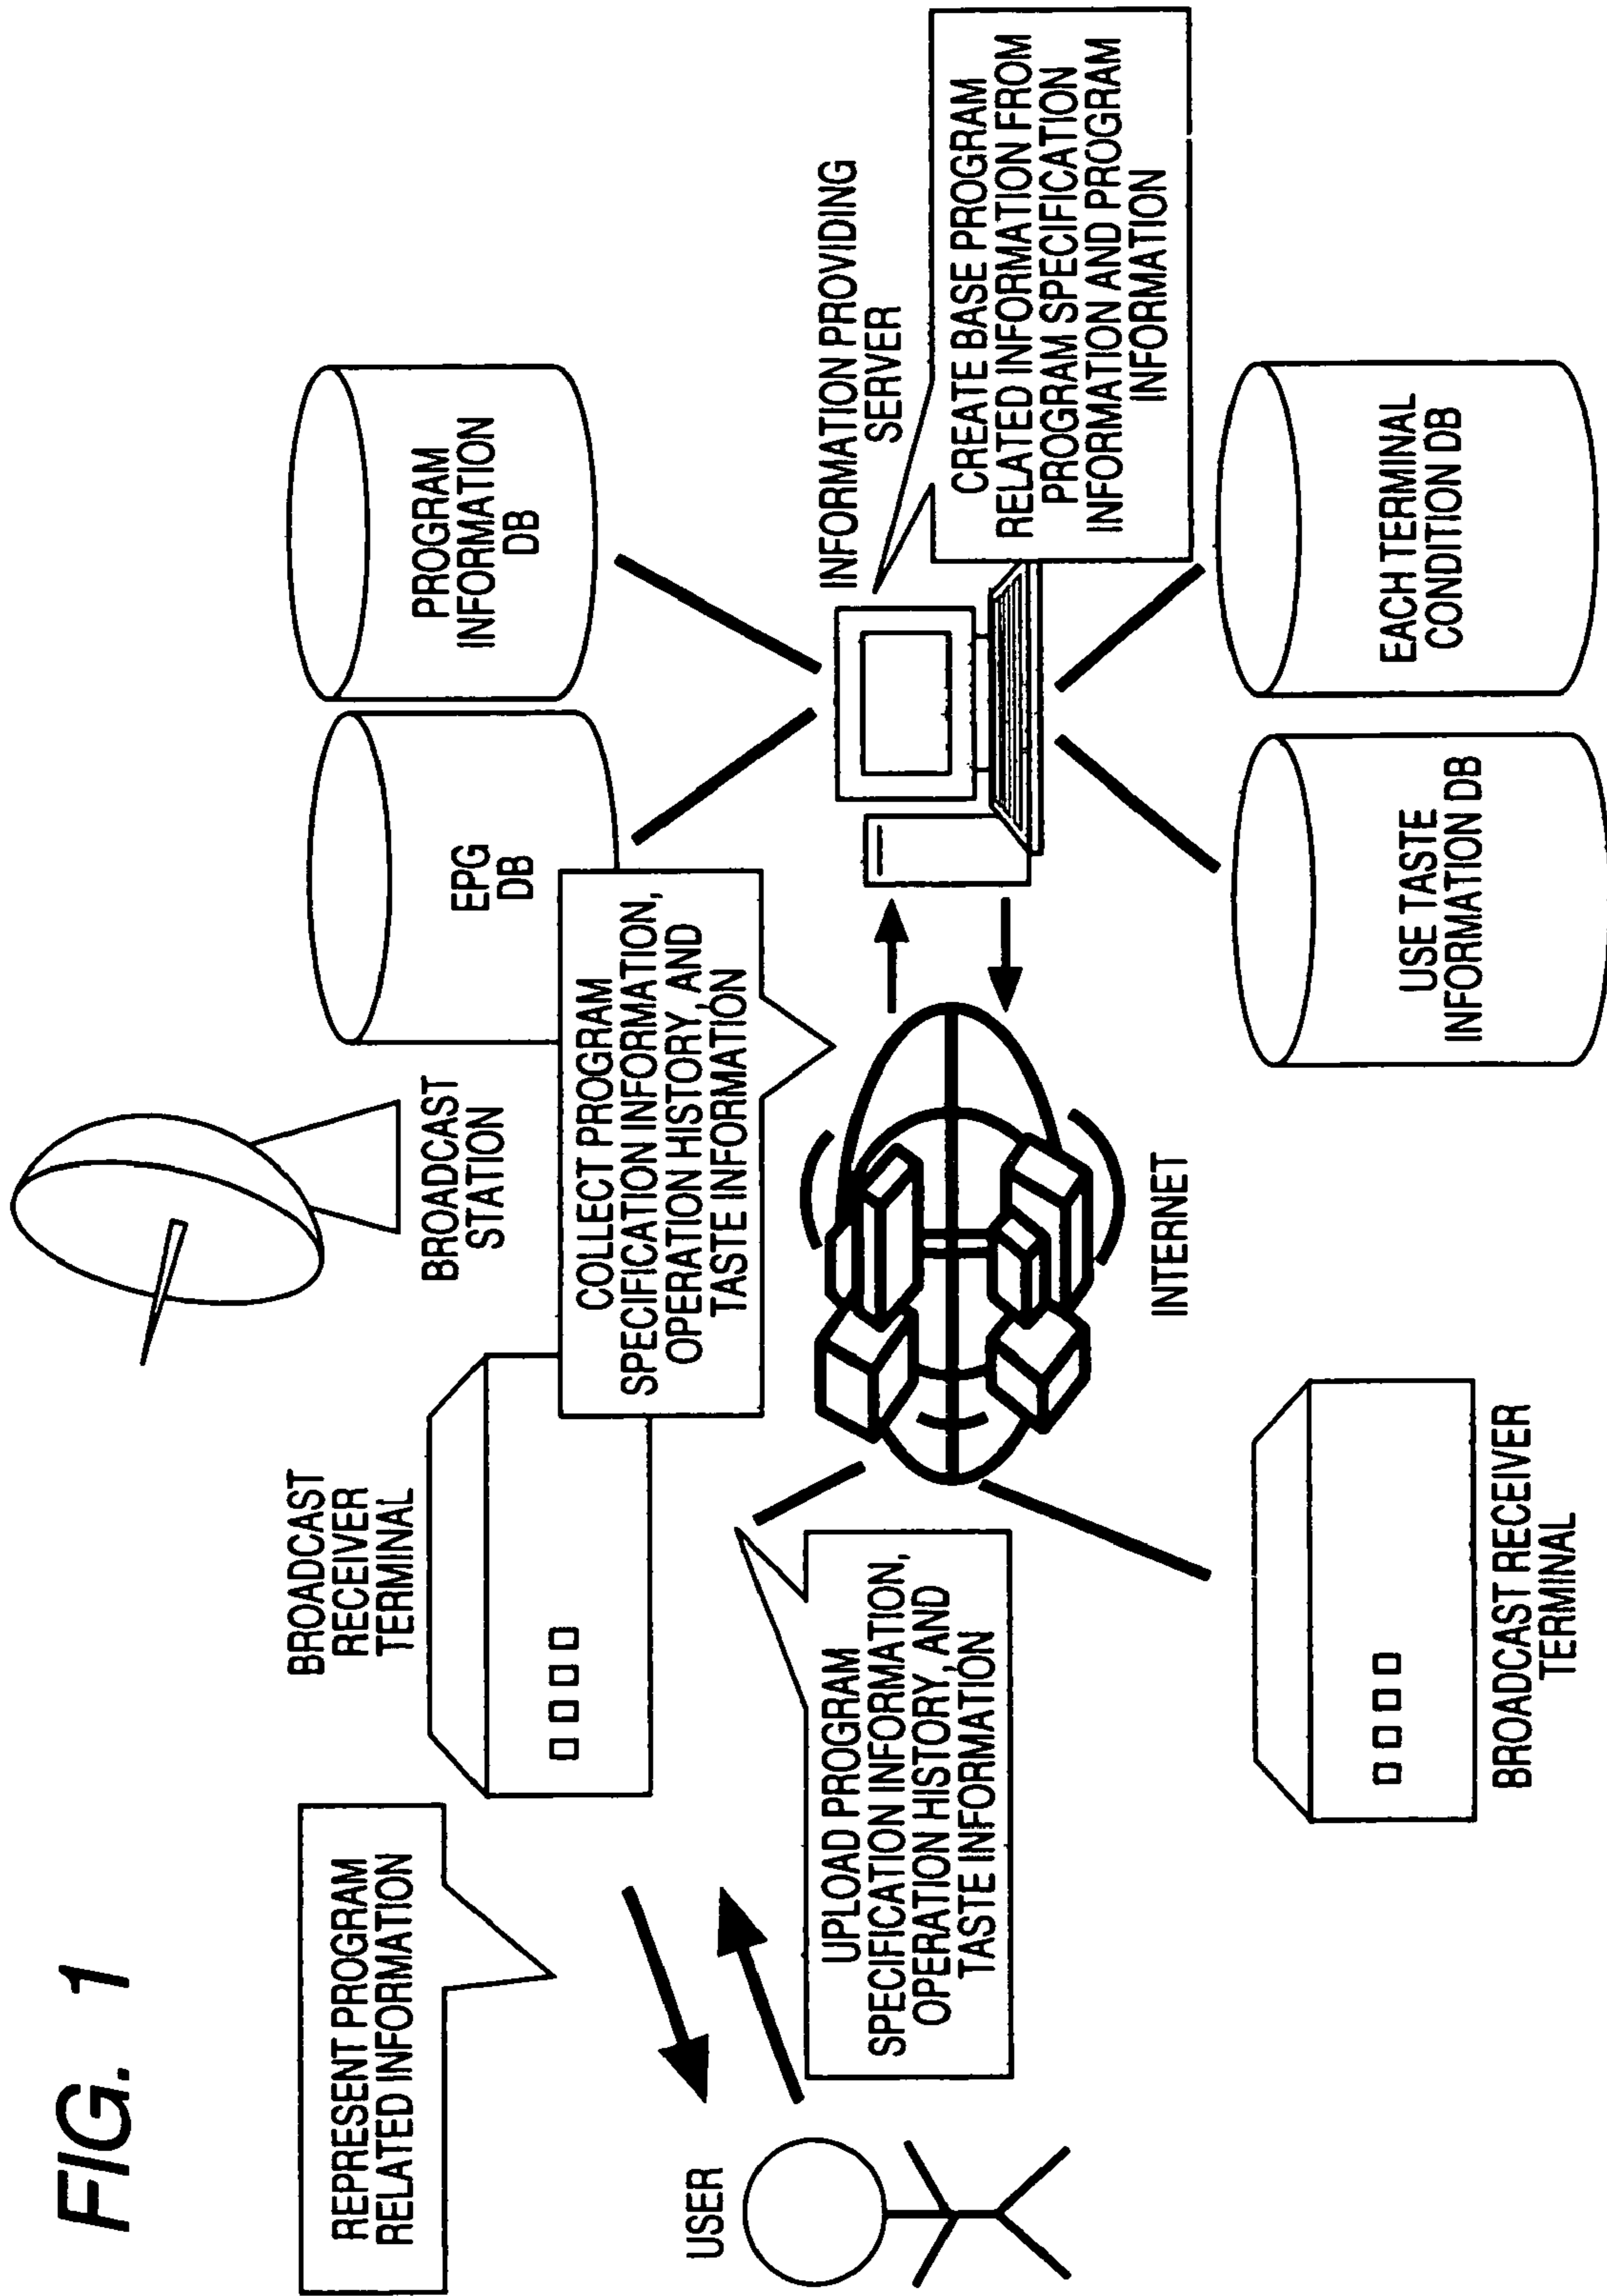 FIG. 1
REPRESENT PROGRAM
RELATED INFORMATION
BROADCAST
RECEIVER
TERMINAL
BROADCAST
STATION
EPG
DB
PROGRAM
INFORMATION
DB
COLLECT PROGRAM
SPECIFICATION INFORMATION,
OPERATION HISTORY, AND
TASTE INFORMATION
INFORMATION PROVIDING
SERVER
CREATE BASE PROGRAM
RELATED INFORMATION FROM
PROGRAM SPECIFICATION
INFORMATION AND PROGRAM
INFORMATION
USER
UPLOAD PROGRAM
SPECIFICATION INFORMATION,
OPERATION HISTORY, AND
TASTE INFORMATION
INTERNET
BROADCAST RECEIVER
TERMINAL
USE TASTE
INFORMATION DB
EACH TERMINAL
CONDITION DB